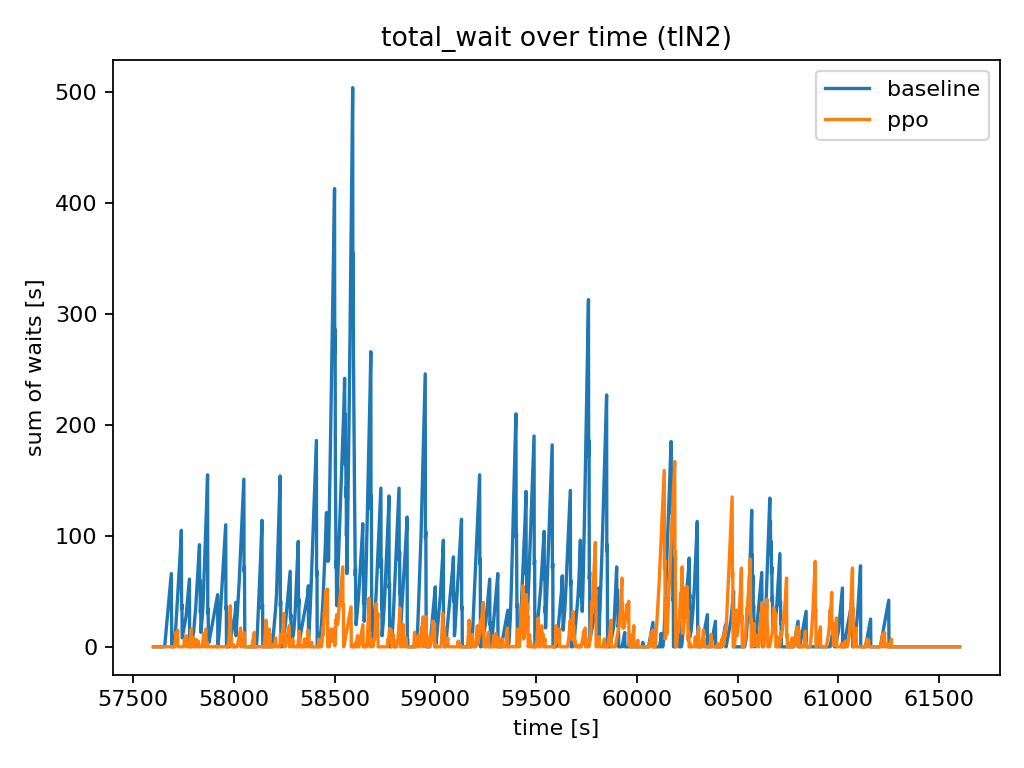 total_wait over time (tlN2)
baseline
ppo
sum of waits [s]
500
400
300
200
100
0
57500 58000 58500 59000 59500 60000 60500 61000 61500
time [s]